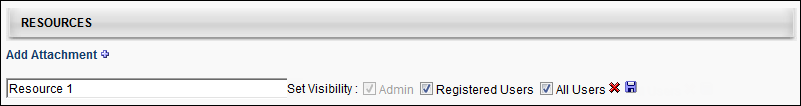 RESOURCES
Add Attachment
Resource 1 Set Visibility : Admin Registered Users All Users